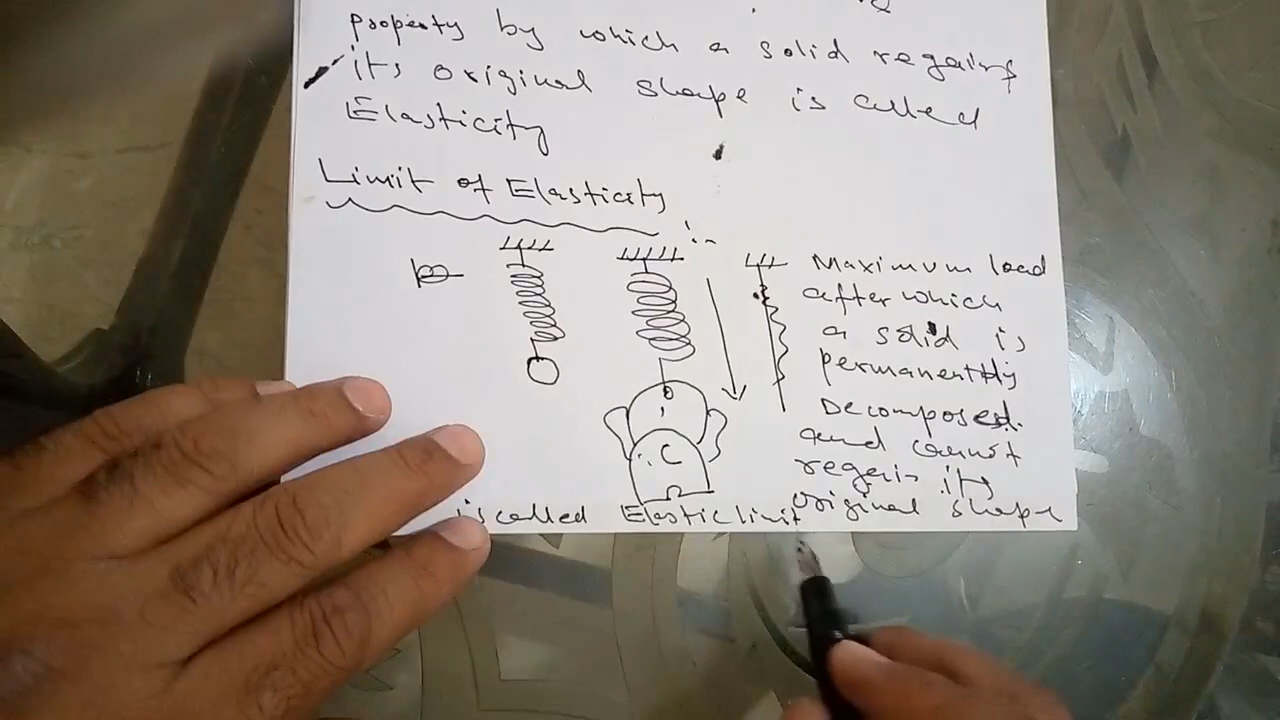 property by which a solid regains
its original shape is called
Elasticity
Limit of Elasticity :-
Maximum load
after which
a solid is
permanently
Decomposed.
and cannot
regain its
original shape
is called Elastic limit